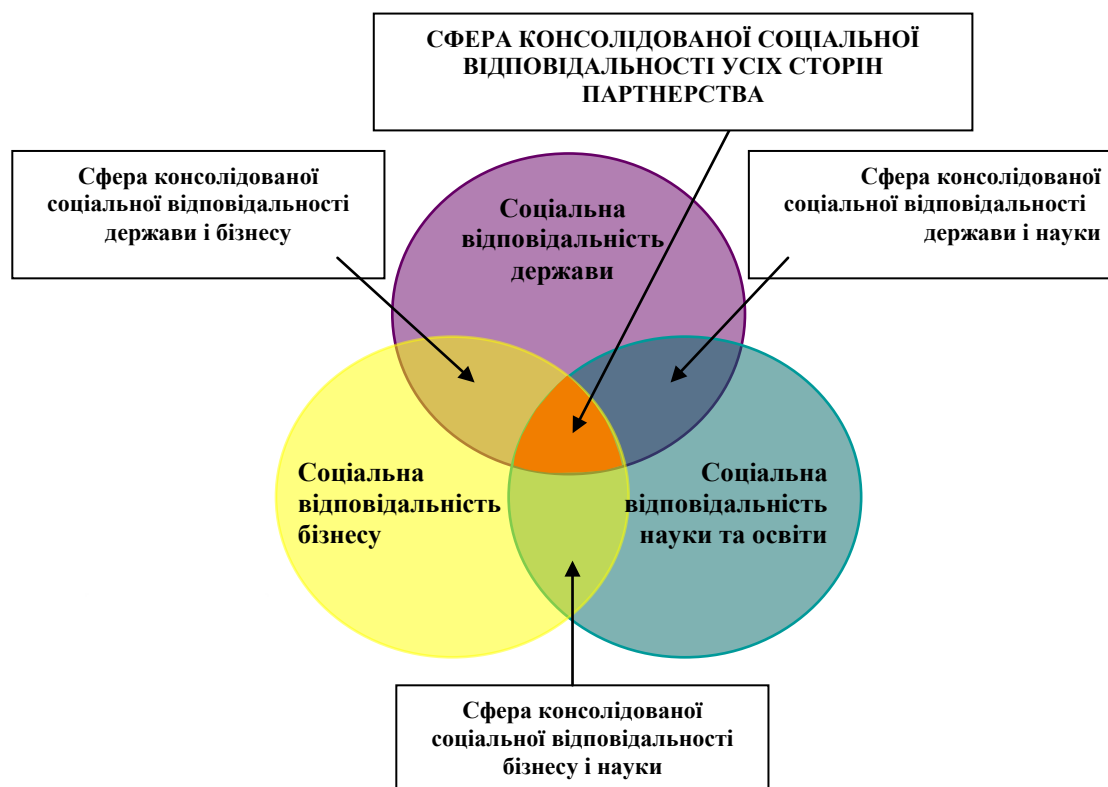 СФЕРА КОНСОЛІДОВАНОЇ СОЦІАЛЬНОЇ
ВІДПОВІДАЛЬНОСТІ УСІХ СТОРІН
ПАРТНЕРСТВА
Сфера консолідованої
соціальної відповідальності
держави і бізнесу
Сфера консолідованої
соціальної відповідальності
держави і науки
Соціальна
відповідальність
держави
Соціальна
відповідальність
бізнесу
Соціальна
відповідальність
науки та освіти
Сфера консолідованої
соціальної відповідальності
бізнесу і науки